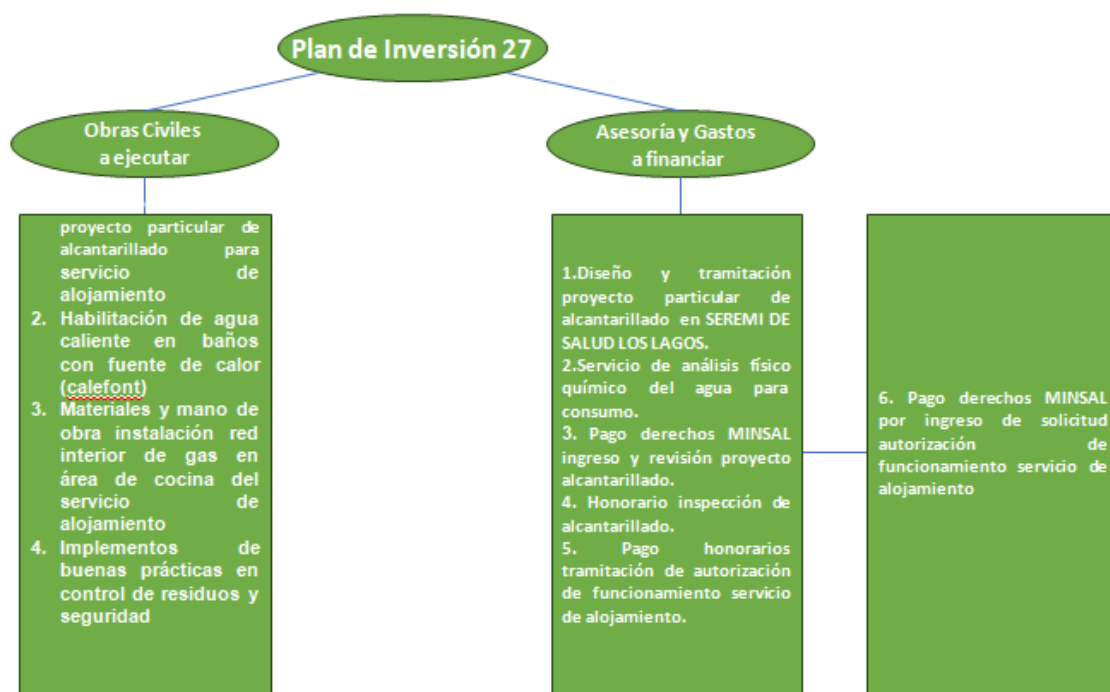 Plan de Inversión 27
Obras Civiles
a ejecutar
Asesoría y Gastos
a financiar
proyecto particular de
alcantarillado para
servicio de
alojamiento
2. Habilitación de agua
caliente en baños
con fuente de calor
(calefont)
3. Materiales y mano de
obra instalación red
interior de gas en
área de cocina del
servicio de
alojamiento
4. Implementos de
buenas prácticas en
control de residuos y
seguridad
1.Diseño y tramitación
proyecto particular de
alcantarillado en SEREMI DE
SALUD LOS LAGOS.
2.Servicio de análisis físico
químico del agua para
consumo.
3. Pago derechos MINSAL
ingreso y revisión proyecto
alcantarillado.
4. Honorario inspección de
alcantarillado.
5. Pago honorarios
tramitación de autorización
de funcionamiento servicio
de alojamiento.
6. Pago derechos MINSAL
por ingreso de solicitud
autorización de
funcionamiento servicio de
alojamiento